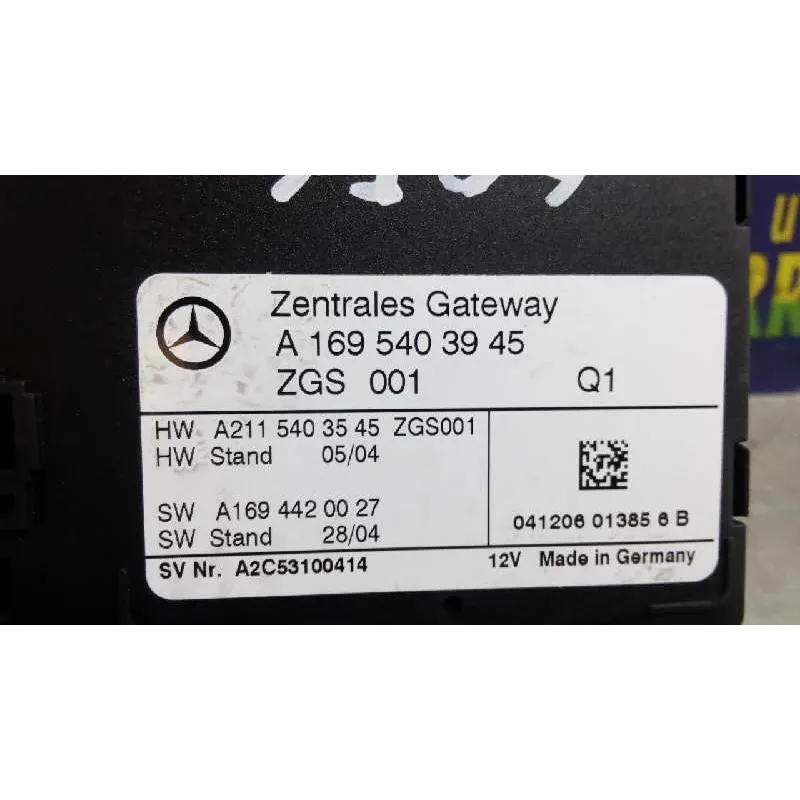 Zentrales Gateway
A 169 540 39 45
ZGS 001 Q1
HW A211 540 35 45 ZGS001
HW Stand 05/04
SW A169 442 00 27
SW Stand 28/04
041206 01385 6 B
SV Nr. A2C53100414
12V Made in Germany